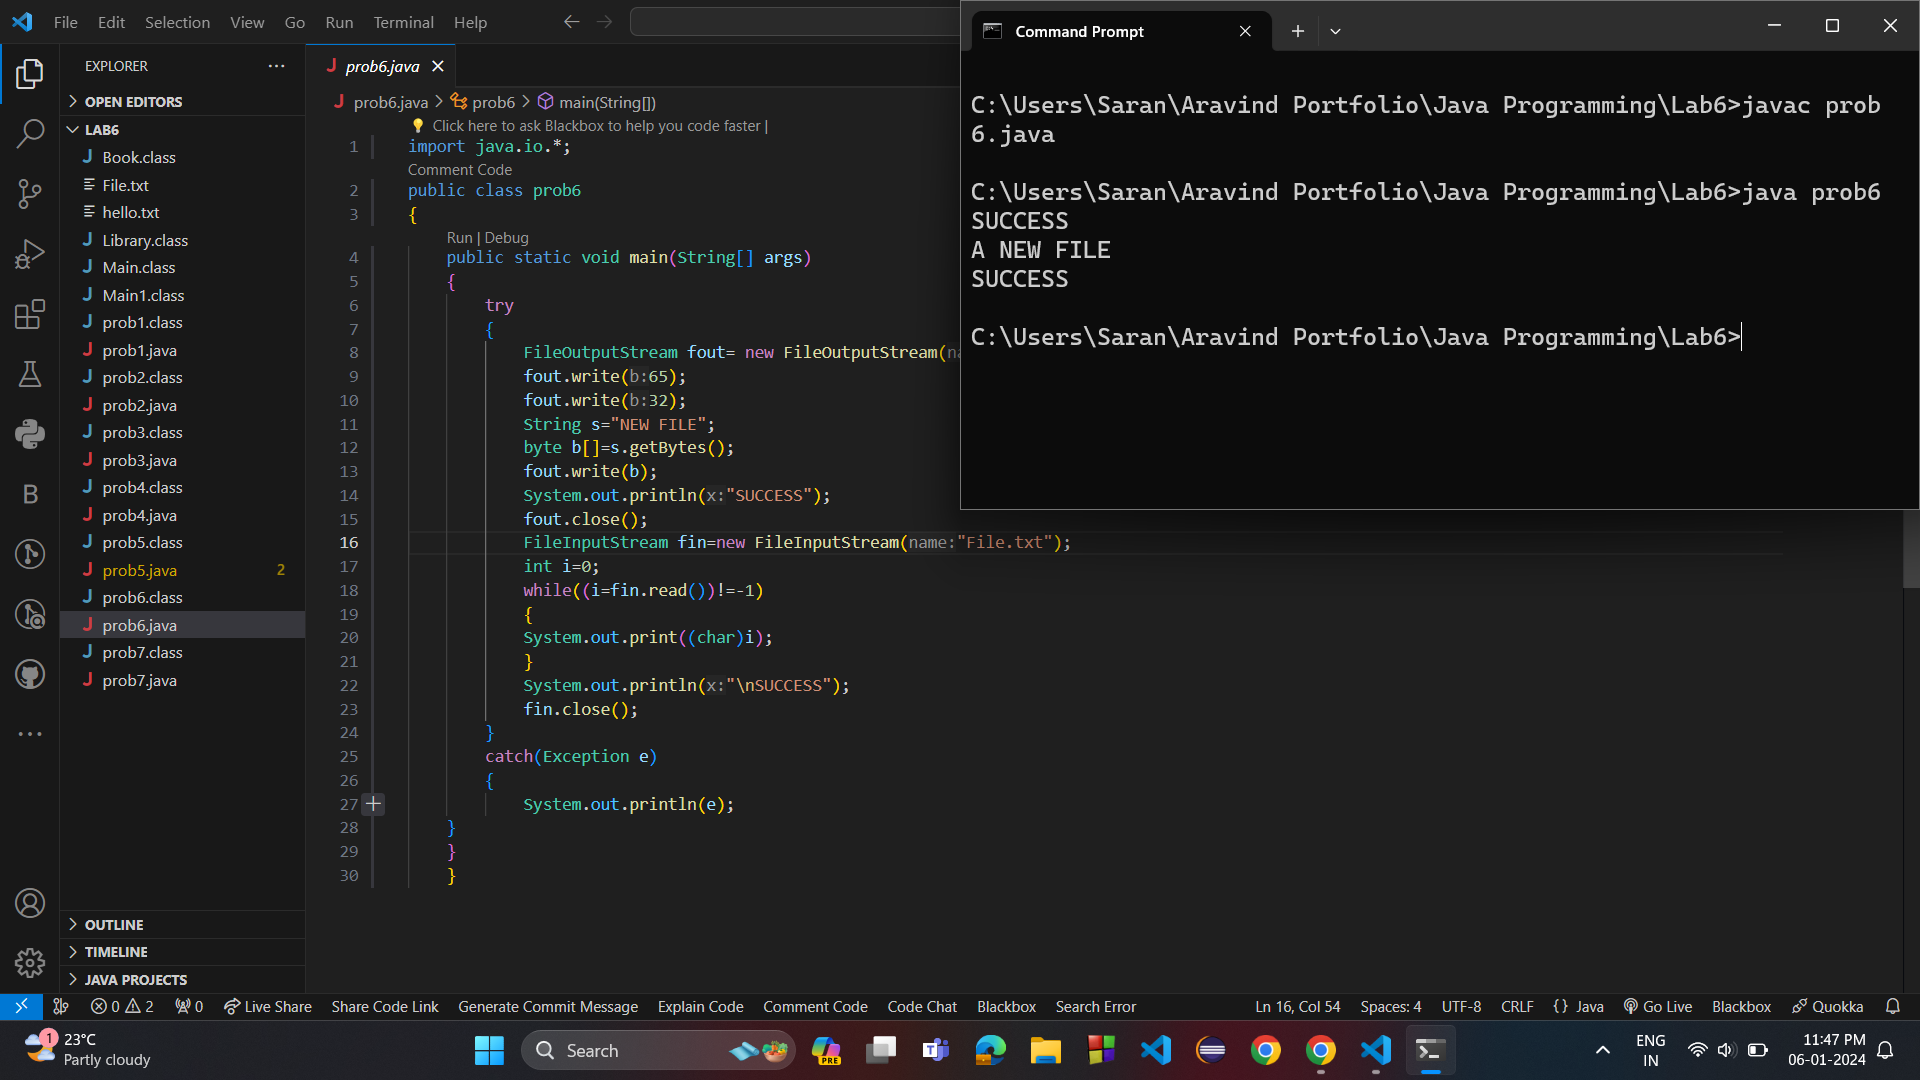 File Edit Selection View Go Run Terminal Help
EXPLORER
OPEN EDITORS
LAB6
Book.class
File.txt
hello.txt
Library.class
Main.class
Main1.class
prob1.class
prob1.java
prob2.class
prob2.java
prob3.class
prob3.java
prob4.class
prob4.java
prob5.class
prob5.java 2
prob6.class
prob6.java
prob7.class
prob7.java
OUTLINE
TIMELINE
JAVA PROJECTS
prob6.java
prob6.java > prob6 > main(String[])
Click here to ask Blackbox to help you code faster |
1 import java.io.*;
Comment Code
2 public class prob6
3 {
Run | Debug
4 public static void main(String[] args)
5 {
6 try
7 {
8 FileOutputStream fout= new FileOutputStream(na
9 fout.write(b:65);
10 fout.write(b:32);
11 String s="NEW FILE";
12 byte b[]=s.getBytes();
13 fout.write(b);
14 System.out.println(x:"SUCCESS");
15 fout.close();
16 FileInputStream fin=new FileInputStream(name:"File.txt");
17 int i=0;
18 while((i=fin.read())!=-1)
19 {
20 System.out.print((char)i);
21 }
22 System.out.println(x:"\nSUCCESS");
23 fin.close();
24 }
25 catch(Exception e)
26 {
27 System.out.println(e);
28 }
29 }
30 }
Command Prompt
C:\Users\Saran\Aravind Portfolio\Java Programming\Lab6>javac prob
6.java
C:\Users\Saran\Aravind Portfolio\Java Programming\Lab6>java prob6
SUCCESS
A NEW FILE
SUCCESS
C:\Users\Saran\Aravind Portfolio\Java Programming\Lab6>
0 2 0 Live Share Share Code Link Generate Commit Message Explain Code Comment Code Code Chat Blackbox Search Error Ln 16, Col 54 Spaces: 4 UTF-8 CRLF {} Java Go Live Blackbox Quokka
1 23°C
Partly cloudy
Search
PRE
ENG
IN
11:47 PM
06-01-2024